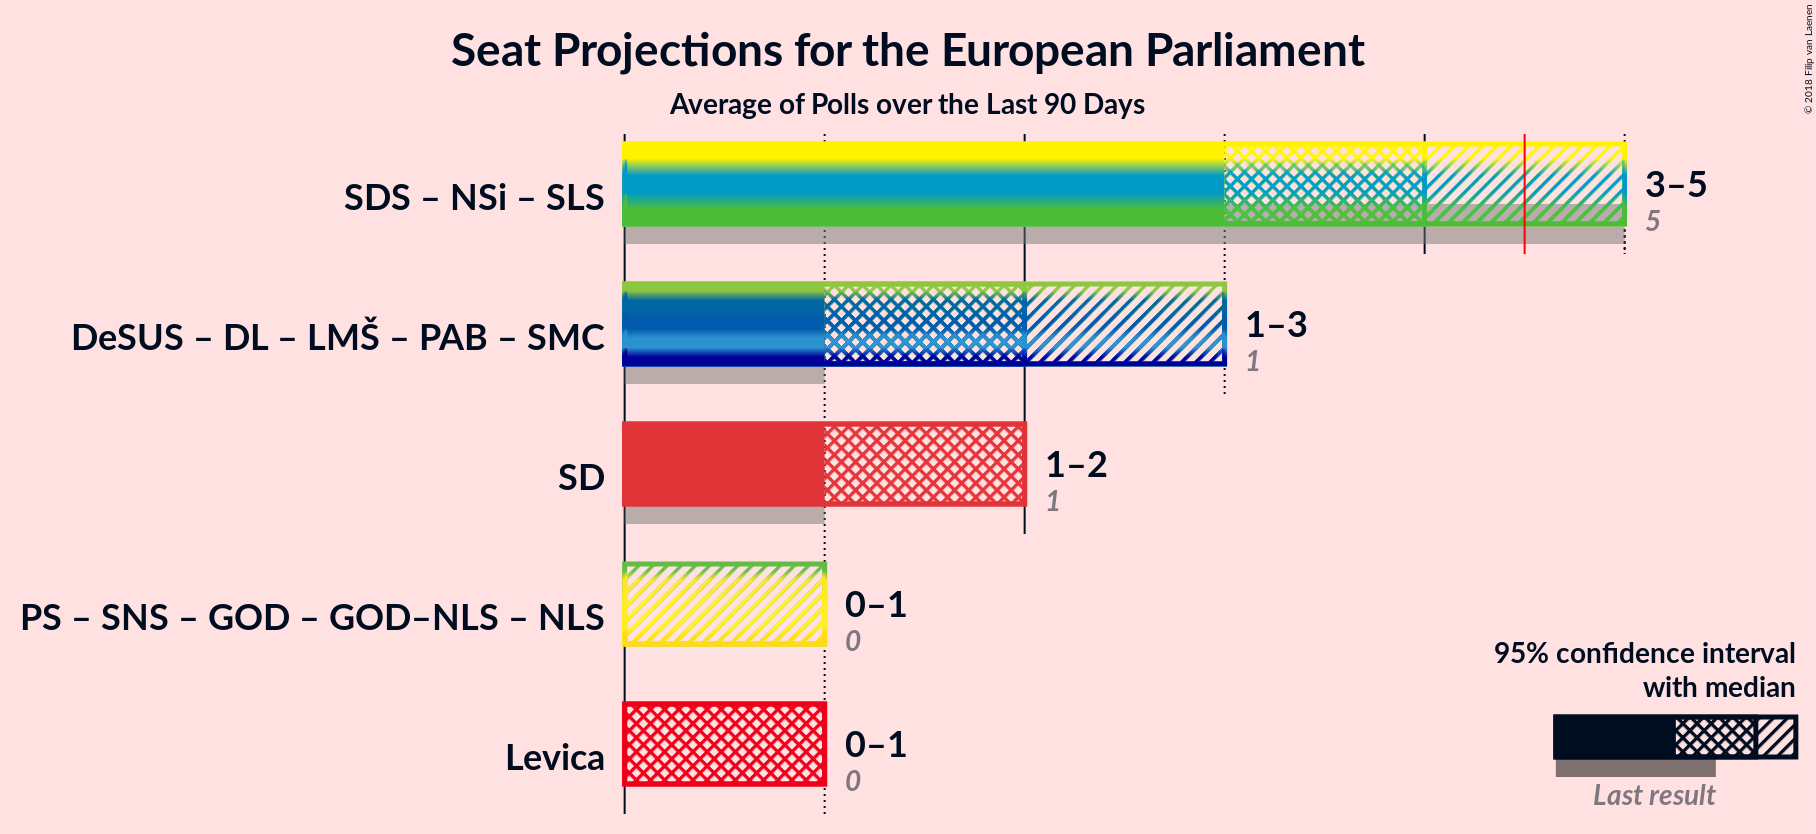 Seat Projections for the European Parliament
Average of Polls over the Last 90 Days
© 2018 Filip van Laenen
SDS – NSi – SLS
3–5
5
DeSUS – DL – LMŠ – PAB – SMC
1–3
1
SD
1–2
1
PS – SNS – GOD – GOD–NLS – NLS
0–1
0
Levica
0–1
0
95% confidence interval
with median
Last result